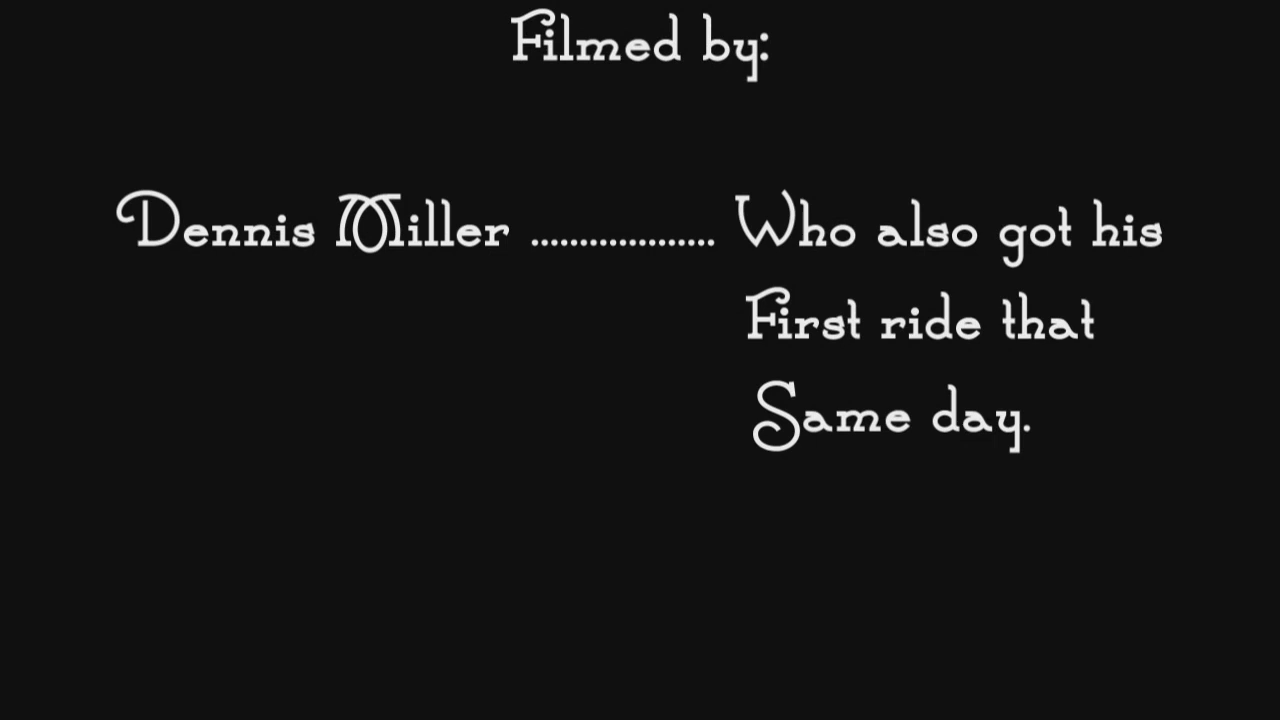 Filmed by:
Dennis Miller ................... Who also got his
First ride that
Same day.